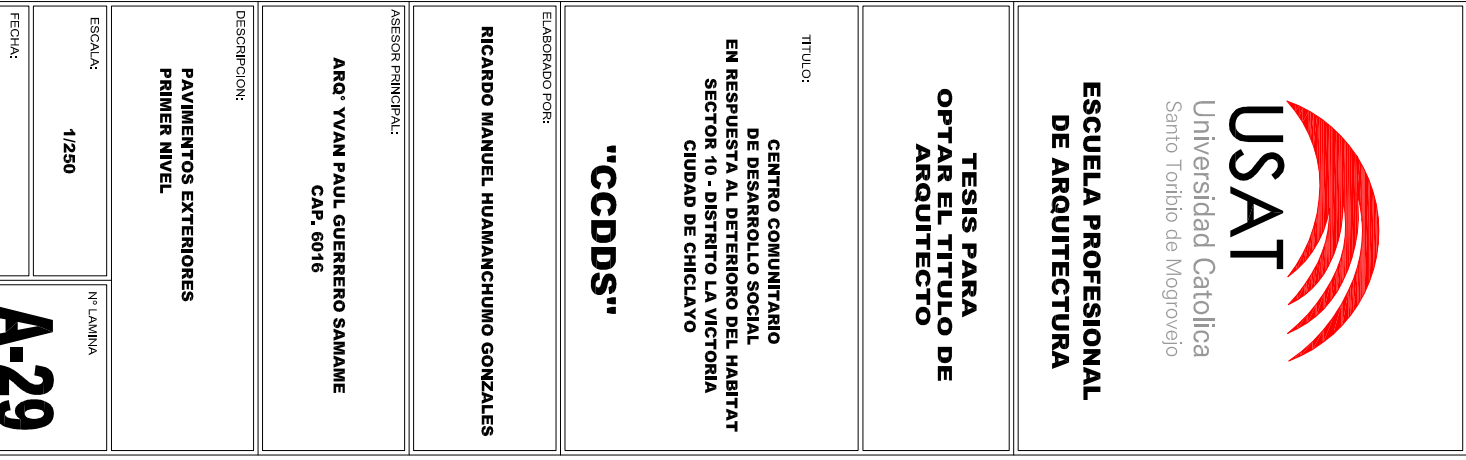 USAT
Universidad Catolica
Santo Toribio de Mogrovejo
ESCUELA PROFESIONAL
DE ARQUITECTURA
TESIS PARA
OPTAR EL TITULO DE
ARQUITECTO
TITULO:
CENTRO COMUNITARIO
DE DESARROLLO SOCIAL
EN RESPUESTA AL DETERIORO DEL HABITAT
SECTOR 10 - DISTRITO LA VICTORIA
CIUDAD DE CHICLAYO
"CCDDS"
ELABORADO POR:
RICARDO MANUEL HUAMANCHUMO GONZALES
ASESOR PRINCIPAL:
ARQ° YVAN PAUL GUERRERO SAMAME
CAP. 6016
DESCRIPCION:
PAVIMENTOS EXTERIORES
PRIMER NIVEL
ESCALA:
1/250
N° LAMINA
A-29
FECHA: